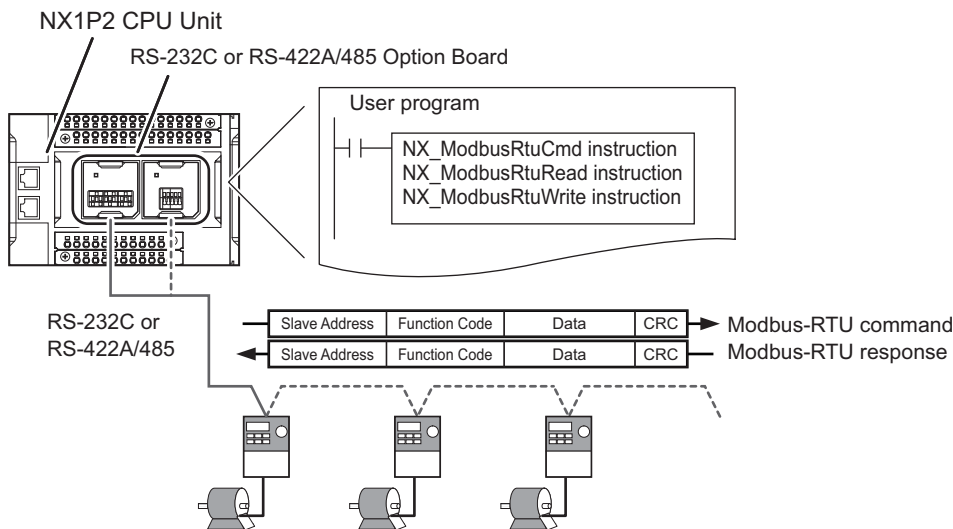 NX1P2 CPU Unit
RS-232C or RS-422A/485 Option Board
User program
NX_ModbusRtuCmd instruction
NX_ModbusRtuRead instruction
NX_ModbusRtuWrite instruction
RS-232C or
RS-422A/485
Slave Address Function Code Data CRC Modbus-RTU command
Slave Address Function Code Data CRC Modbus-RTU response